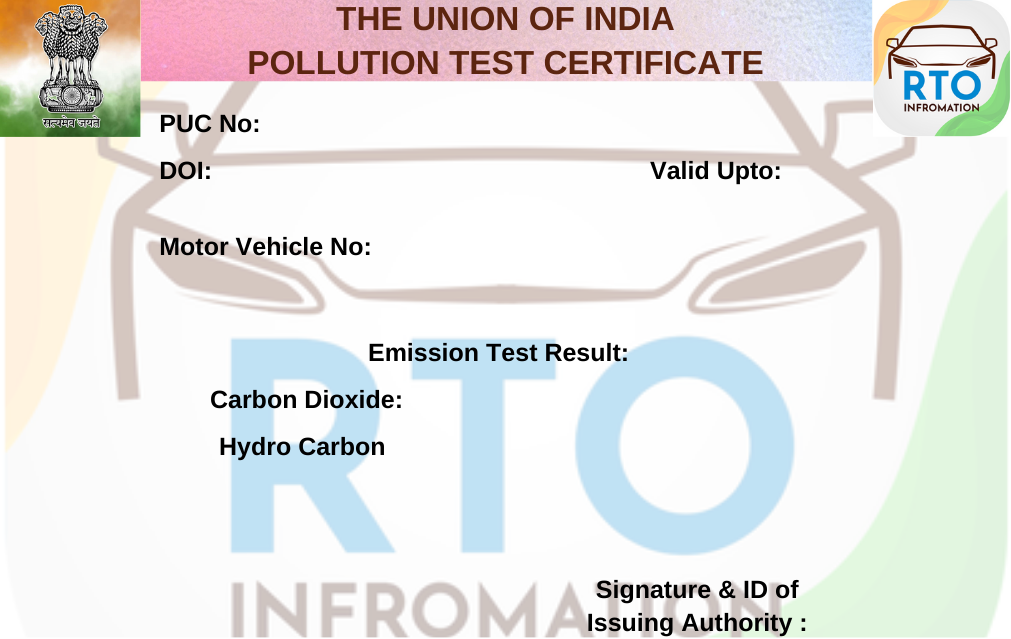 THE UNION OF INDIA
POLLUTION TEST CERTIFICATE
सत्यमेव जयते
RTO
INFROMATION
PUC No:
DOI:
Valid Upto:
Motor Vehicle No:
Emission Test Result:
Carbon Dioxide:
Hydro Carbon
RTO
INFROMATION
Signature & ID of
Issuing Authority :